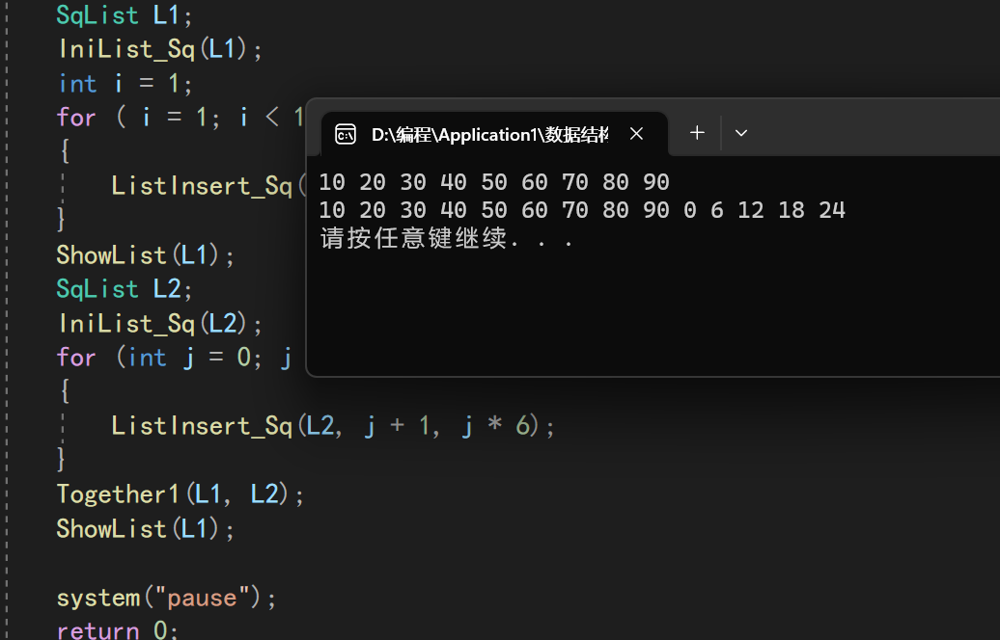 SqList L1;
IniList_Sq(L1);
int i = 1;
for ( i = 1; i < 1
{
ListInsert_Sq(
}
ShowList(L1);
SqList L2;
IniList_Sq(L2);
for (int j = 0; j
{
ListInsert_Sq(L2, j + 1, j * 6);
}
Together1(L1, L2);
ShowList(L1);
system("pause");
return 0;
D:\编程\Application1\数据结构
10 20 30 40 50 60 70 80 90
10 20 30 40 50 60 70 80 90 0 6 12 18 24
请按任意键继续. . .